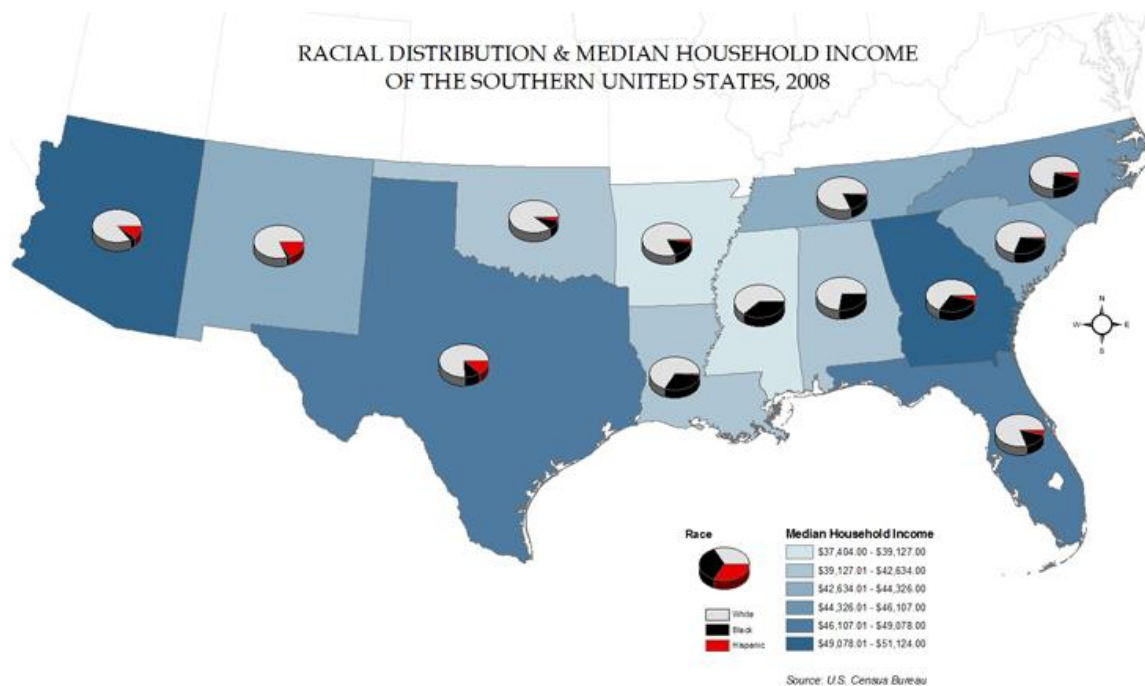 RACIAL DISTRIBUTION & MEDIAN HOUSEHOLD INCOME
OF THE SOUTHERN UNITED STATES, 2008
N
W E
S
Race
White
Black
Hispanic
Median Household Income
$37,404.00 - $39,127.00
$39,127.01 - $42,634.00
$42,634.01 - $44,326.00
$44,326.01 - $46,107.00
$46,107.01 - $49,078.00
$49,078.01 - $51,124.00
Source: U.S. Census Bureau